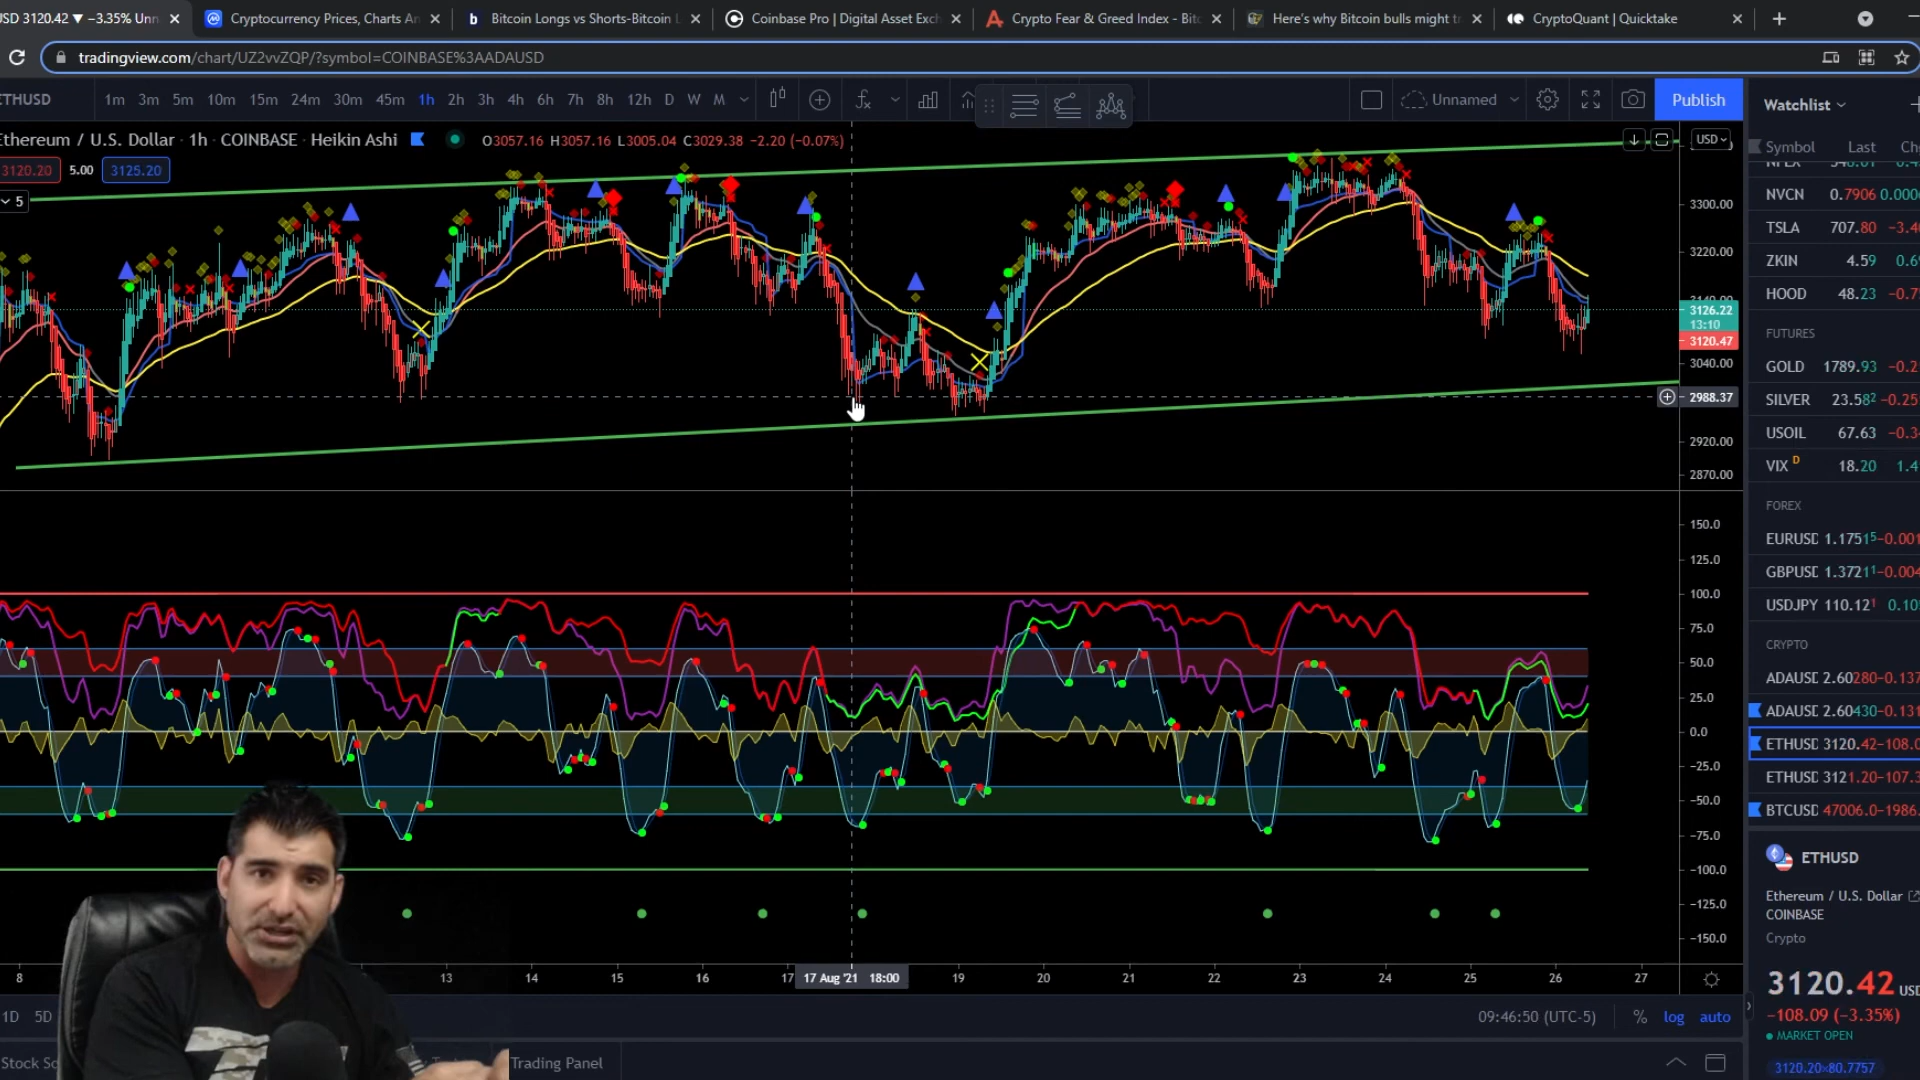 SD 3120.42 ▼ −3.35% Unn
Cryptocurrency Prices, Charts An
Bitcoin Longs vs Shorts-Bitcoin L
Coinbase Pro | Digital Asset Exch
Crypto Fear & Greed Index - Bitc
Here's why Bitcoin bulls might tr
CryptoQuant | Quicktake
tradingview.com/chart/UZ2vvZQP/?symbol=COINBASE%3AADAUSD
ETHUSD 1m 3m 5m 10m 15m 24m 30m 45m 1h 2h 3h 4h 6h 7h 8h 12h D W M
Unnamed
Publish
Watchlist
Ethereum / U.S. Dollar · 1h · COINBASE · Heikin Ashi
O3057.16 H3057.16 L3005.04 C3029.38 −2.20 (−0.07%)
USD
3120.20 5.00 3125.20
5
3300.00
3220.00
3140.00
3126.22
13:10
3120.47
3040.00
2988.37
2920.00
2870.00
150.0
125.0
100.0
75.0
50.0
25.0
0.0
−25.0
−50.0
−75.0
−100.0
−125.0
−150.0
8 13 14 15 16 17 17 Aug '21 18:00 19 20 21 22 23 24 25 26 27
1D 5D
09:46:50 (UTC-5) % log auto
Stock Sc
Trading Panel
Symbol Last Ch
NVCN 0.7906 0.000
TSLA 707.80 −3.4
ZKIN 4.59 0.6
HOOD 48.23 −0.7
FUTURES
GOLD 1789.93 −0.2
SILVER 23.582 −0.25
USOIL 67.63 −0.3
VIX D 18.20 1.4
FOREX
EURUSD 1.17515 −0.001
GBPUSD 1.37211 −0.004
USDJPY 110.121 0.10
CRYPTO
ADAUSD 2.60280 −0.137
ADAUSD 2.60430 −0.131
ETHUSD 3120.42 −108.0
ETHUSD 3121.20 −107.3
BTCUSD 47006.0 −1986.
ETHUSD
Ethereum / U.S. Dollar
COINBASE
Crypto
3120.42 USD
−108.09 (−3.35%)
MARKET OPEN
3120.20×80.7757